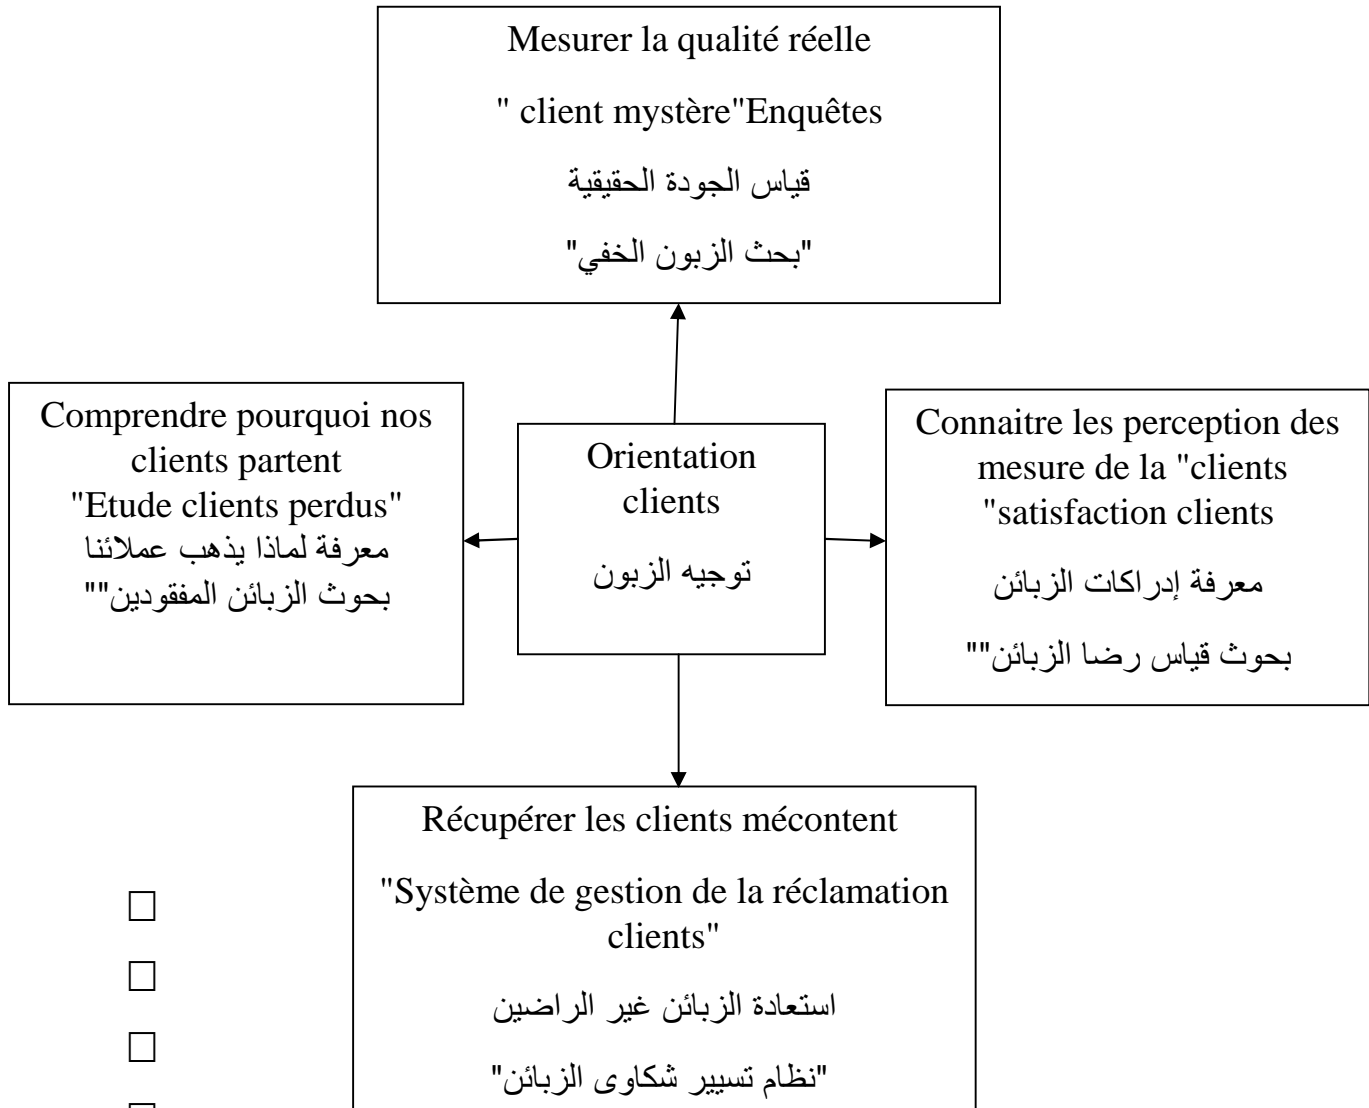 Mesurer la qualité réelle
" client mystère"Enquêtes
قياس الجودة الحقيقية
"بحث الزبون الخفي"
Comprendre pourquoi nos
clients partent
"Etude clients perdus"
معرفة لماذا يذهب عملائنا
بحوث الزبائن المفقودين""
Orientation
clients
توجيه الزبون
Connaitre les perception des
mesure de la "clients
"satisfaction clients
معرفة إدراكات الزبائن
بحوث قياس رضا الزبائن""
Récupérer les clients mécontent
"Système de gestion de la réclamation
clients"
استعادة الزبائن غير الراضين
"نظام تسيير شكاوى الزبائن"